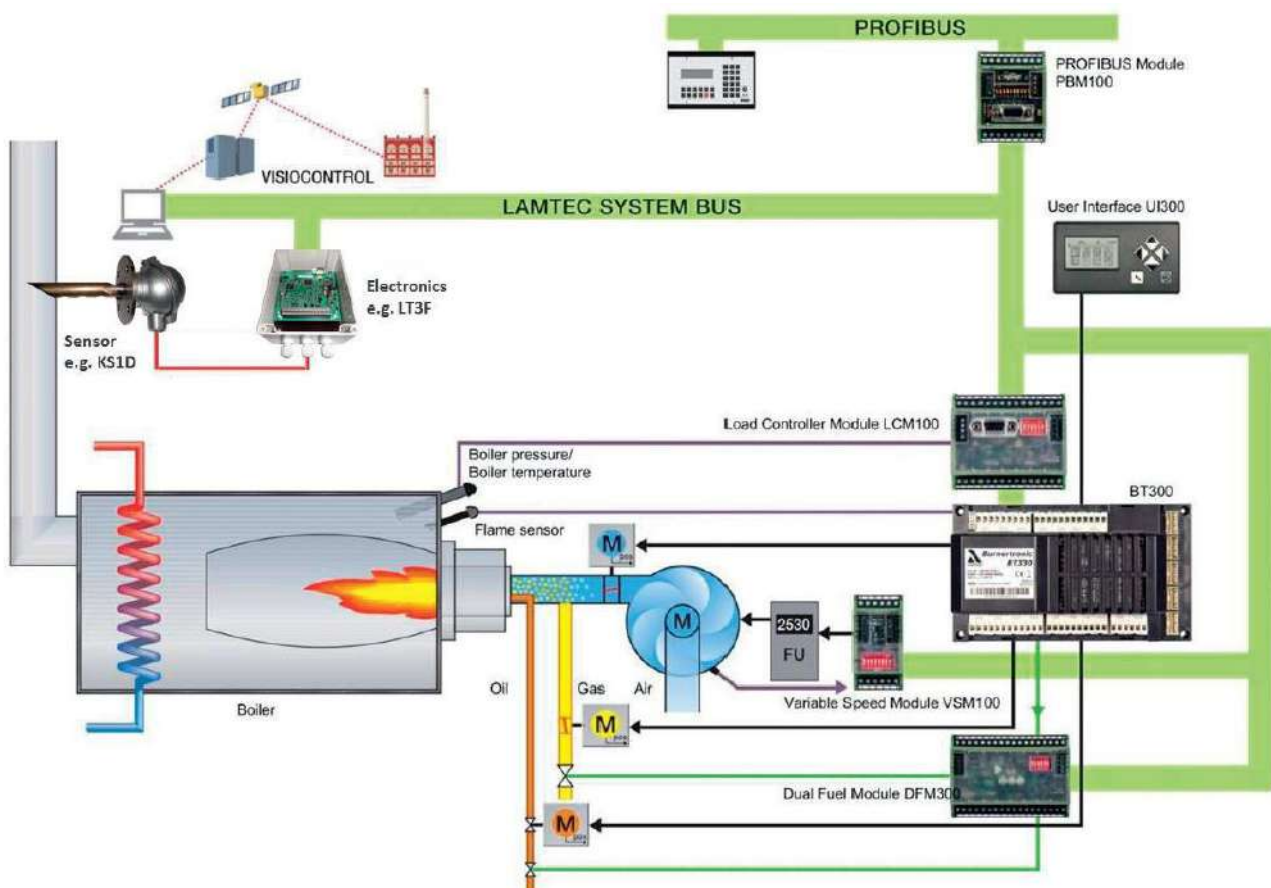 PROFIBUS
PROFIBUS Module
PBM100
VISIOCONTROL
LAMTEC SYSTEM BUS
User Interface UI300
Electronics
e.g. LT3F
Sensor
e.g. KS1D
Load Controller Module LCM100
Boiler pressure/
Boiler temperature
BT300
Flame sensor
M
Burnertronic
BT330
M
2530
FU
Oil
Gas
Air
Variable Speed Module VSM100
Boiler
M
Dual Fuel Module DFM300
M